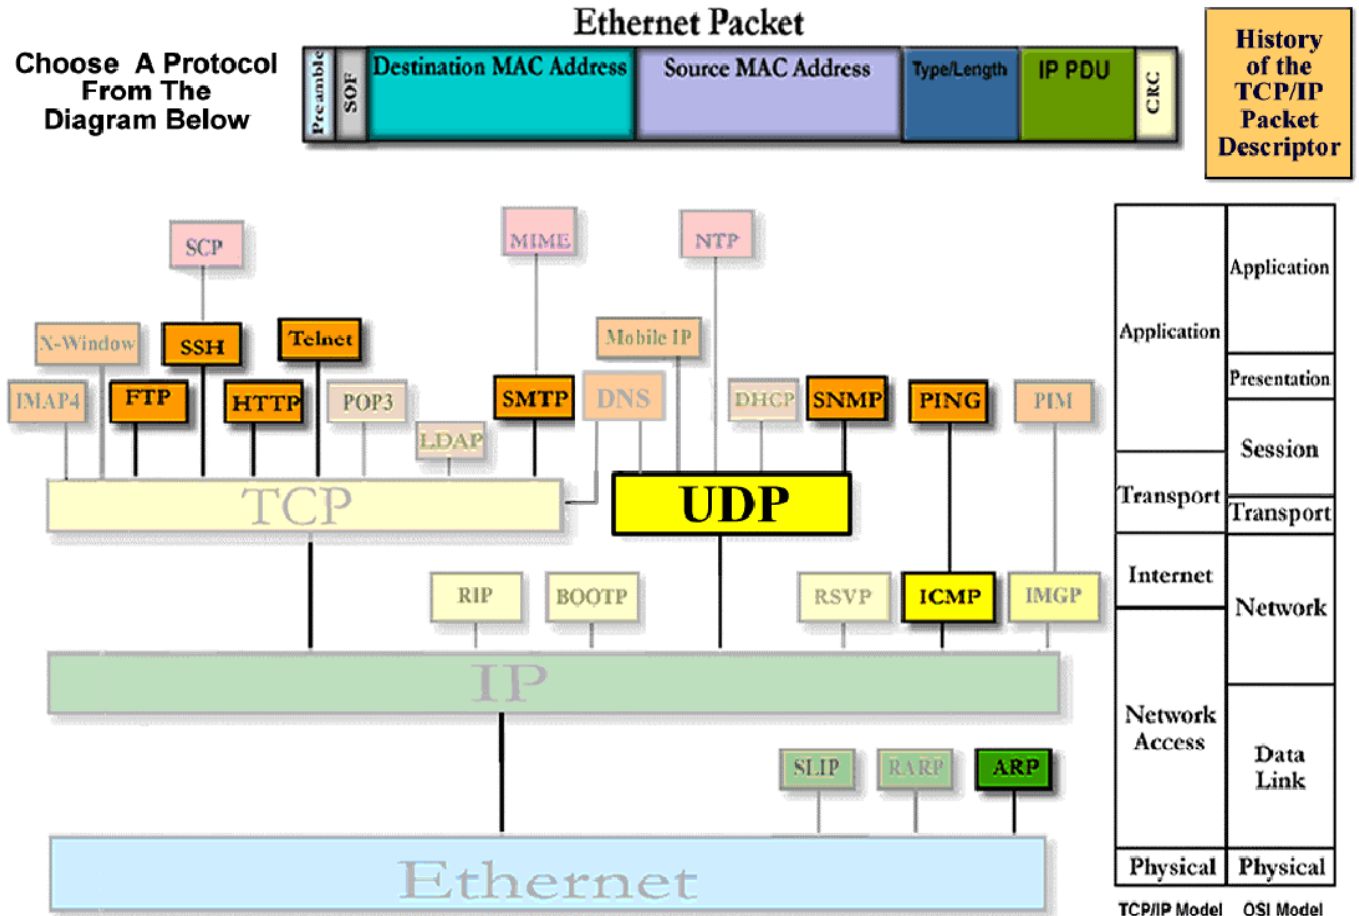 Ethernet Packet
Choose A Protocol
From The
Diagram Below
Preamble
SOF
Destination MAC Address
Source MAC Address
Type/Length
IP PDU
CRC
History
of the
TCP/IP
Packet
Descriptor
SCP
MIME
NTP
X-Window
SSH
Telnet
Mobile IP
IMAP4
FTP
HTTP
POP3
LDAP
SMTP
DNS
DHCP
SNMP
PING
PIM
TCP
UDP
RIP
BOOTP
RSVP
ICMP
IMGP
IP
SLIP
RARP
ARP
Ethernet
Application
Transport
Internet
Network
Access
Physical
TCP/IP Model
Application
Presentation
Session
Transport
Network
Data
Link
Physical
OSI Model